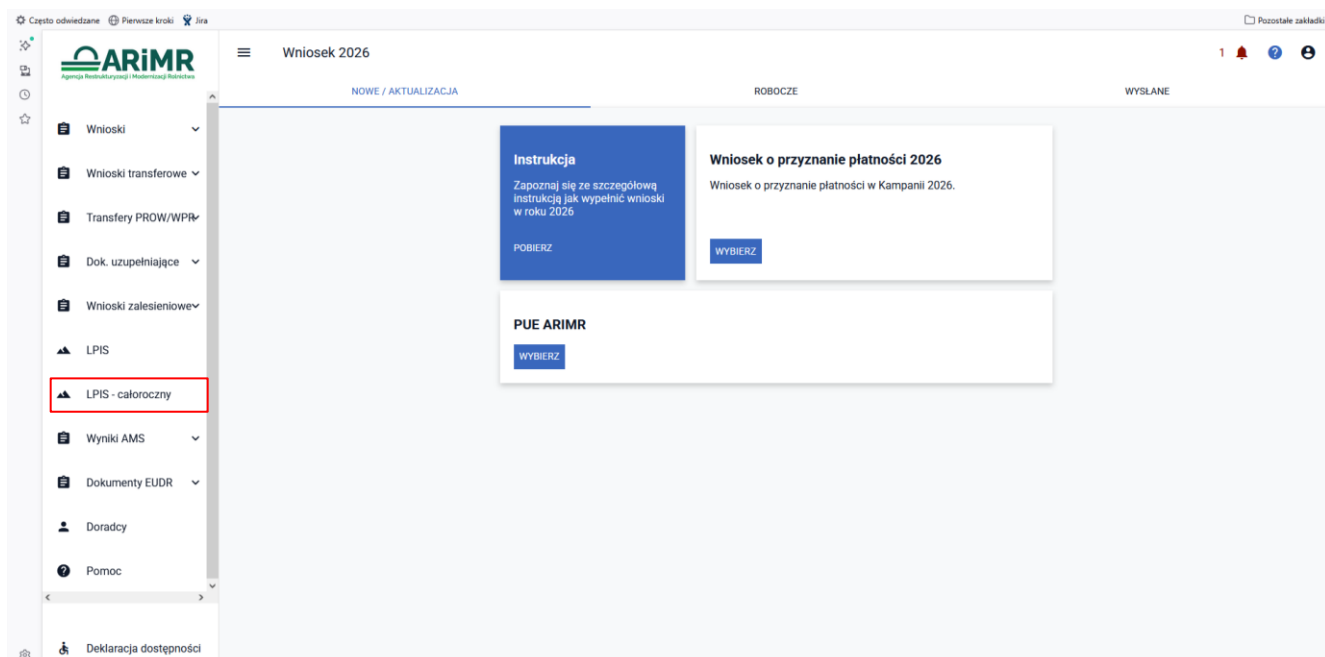 Często odwiedzane Pierwsze kroki Jira Pozostałe zakładki
ARiMR
Agencja Restrukturyzacji i Modernizacji Rolnictwa
Wniosek 2026
1
NOWE / AKTUALIZACJA ROBOCZE WYSŁANE
Wnioski
Wnioski transferowe
Transfery PROW/WPR
Dok. uzupełniające
Wnioski zalesieniowe
LPIS
LPIS - całoroczny
Wyniki AMS
Dokumenty EUDR
Doradcy
Pomoc
Deklaracja dostępności
Instrukcja
Zapoznaj się ze szczegółową
instrukcją jak wypełnić wnioski
w roku 2026
POBIERZ
Wniosek o przyznanie płatności 2026
Wniosek o przyznanie płatności w Kampanii 2026.
WYBIERZ
PUE ARIMR
WYBIERZ